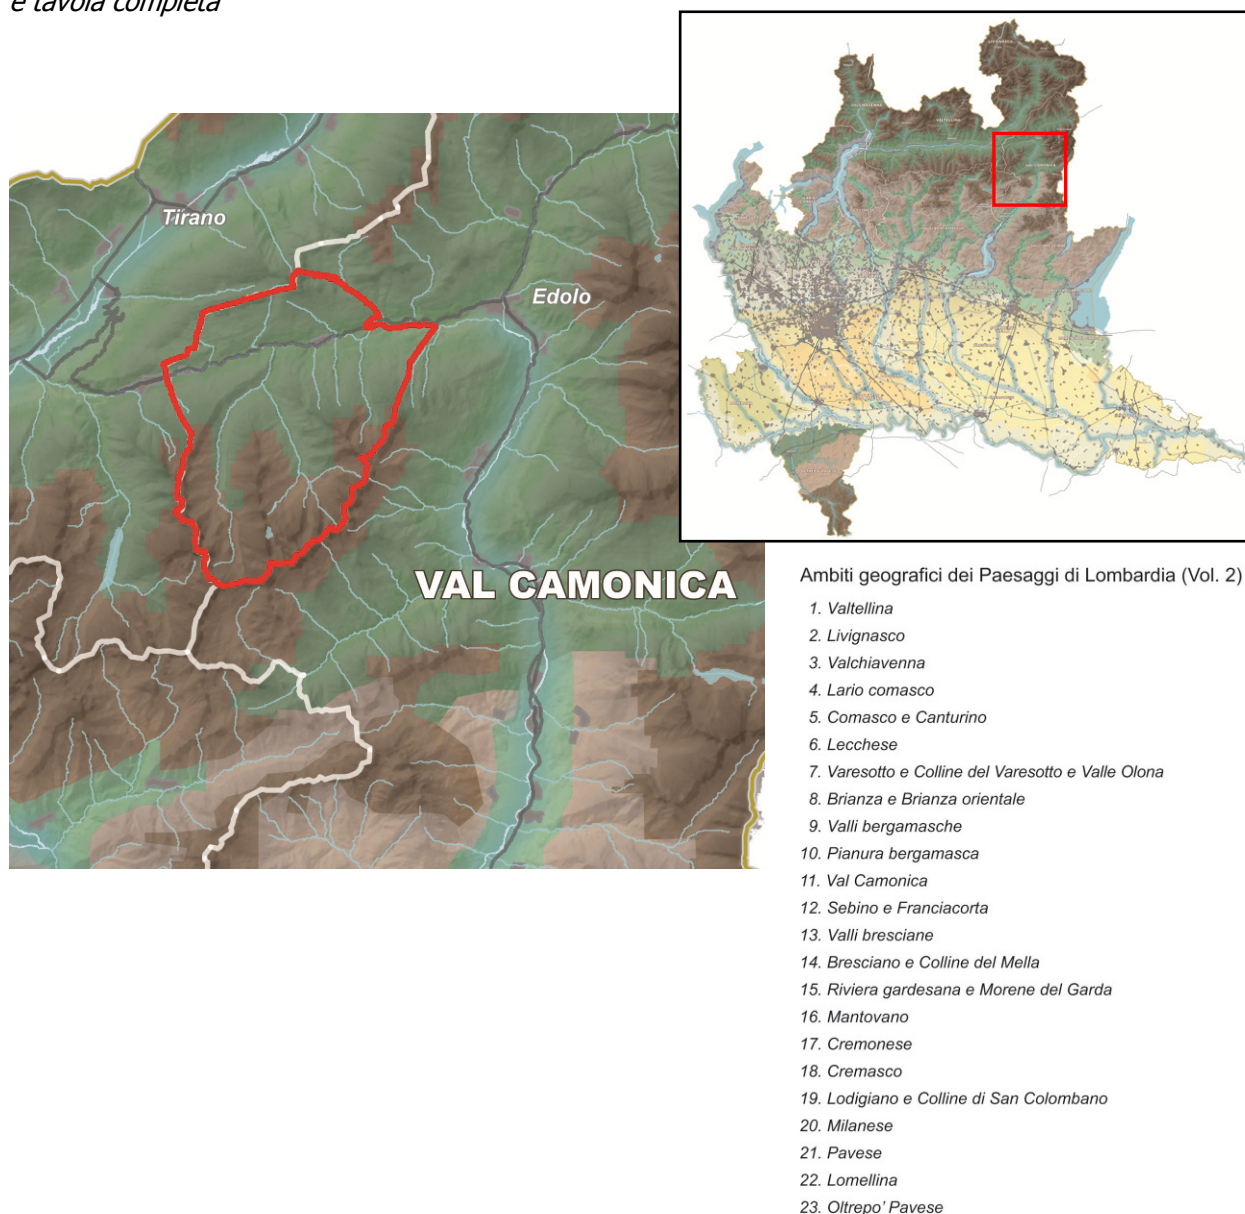 e tavola completa
Tirano
Edolo
VAL CAMONICA
Ambiti geografici dei Paesaggi di Lombardia (Vol. 2)
1. Valtellina
2. Livignasco
3. Valchiavenna
4. Lario comasco
5. Comasco e Canturino
6. Lecchese
7. Varesotto e Colline del Varesotto e Valle Olona
8. Brianza e Brianza orientale
9. Valli bergamasche
10. Pianura bergamasca
11. Val Camonica
12. Sebino e Franciacorta
13. Valli bresciane
14. Bresciano e Colline del Mella
15. Riviera gardesana e Morene del Garda
16. Mantovano
17. Cremonese
18. Cremasco
19. Lodigiano e Colline di San Colombano
20. Milanese
21. Pavese
22. Lomellina
23. Oltrepo' Pavese